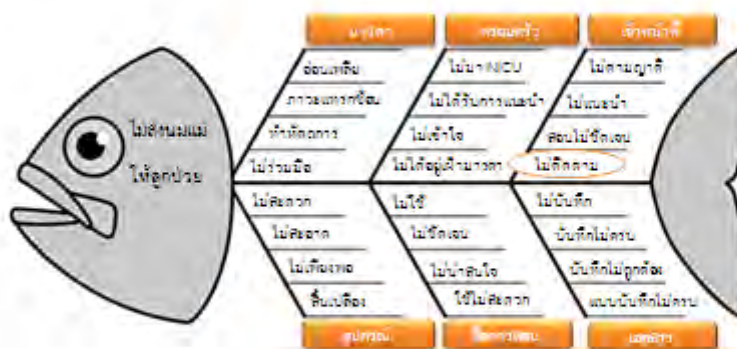 มารดา
ครอบครัว
เจ้าหน้าที่
อ่อนเพลีย
ภาวะแทรกซ้อน
ทำหัตถการ
ไม่ร่วมมือ
ไม่มา NICU
ไม่ได้รับการแนะนำ
ไม่เข้าใจ
ไม่ได้อยู่เฝ้ามารดา
ไม่ตามญาติ
ไม่แนะนำ
สอนไม่ชัดเจน
ไม่ติดตาม
ไม่ส่งนมแม่
ให้ลูกป่วย
ไม่สะดวก
ไม่สะอาด
ไม่เพียงพอ
สิ้นเปลือง
ไม่ใช้
ไม่ชัดเจน
ไม่น่าสนใจ
ใช้ไม่สะดวก
ไม่บันทึก
บันทึกไม่ครบ
บันทึกไม่ถูกต้อง
แบบบันทึกไม่ครบ
อุปกรณ์
สื่อการสอน
เอกสาร